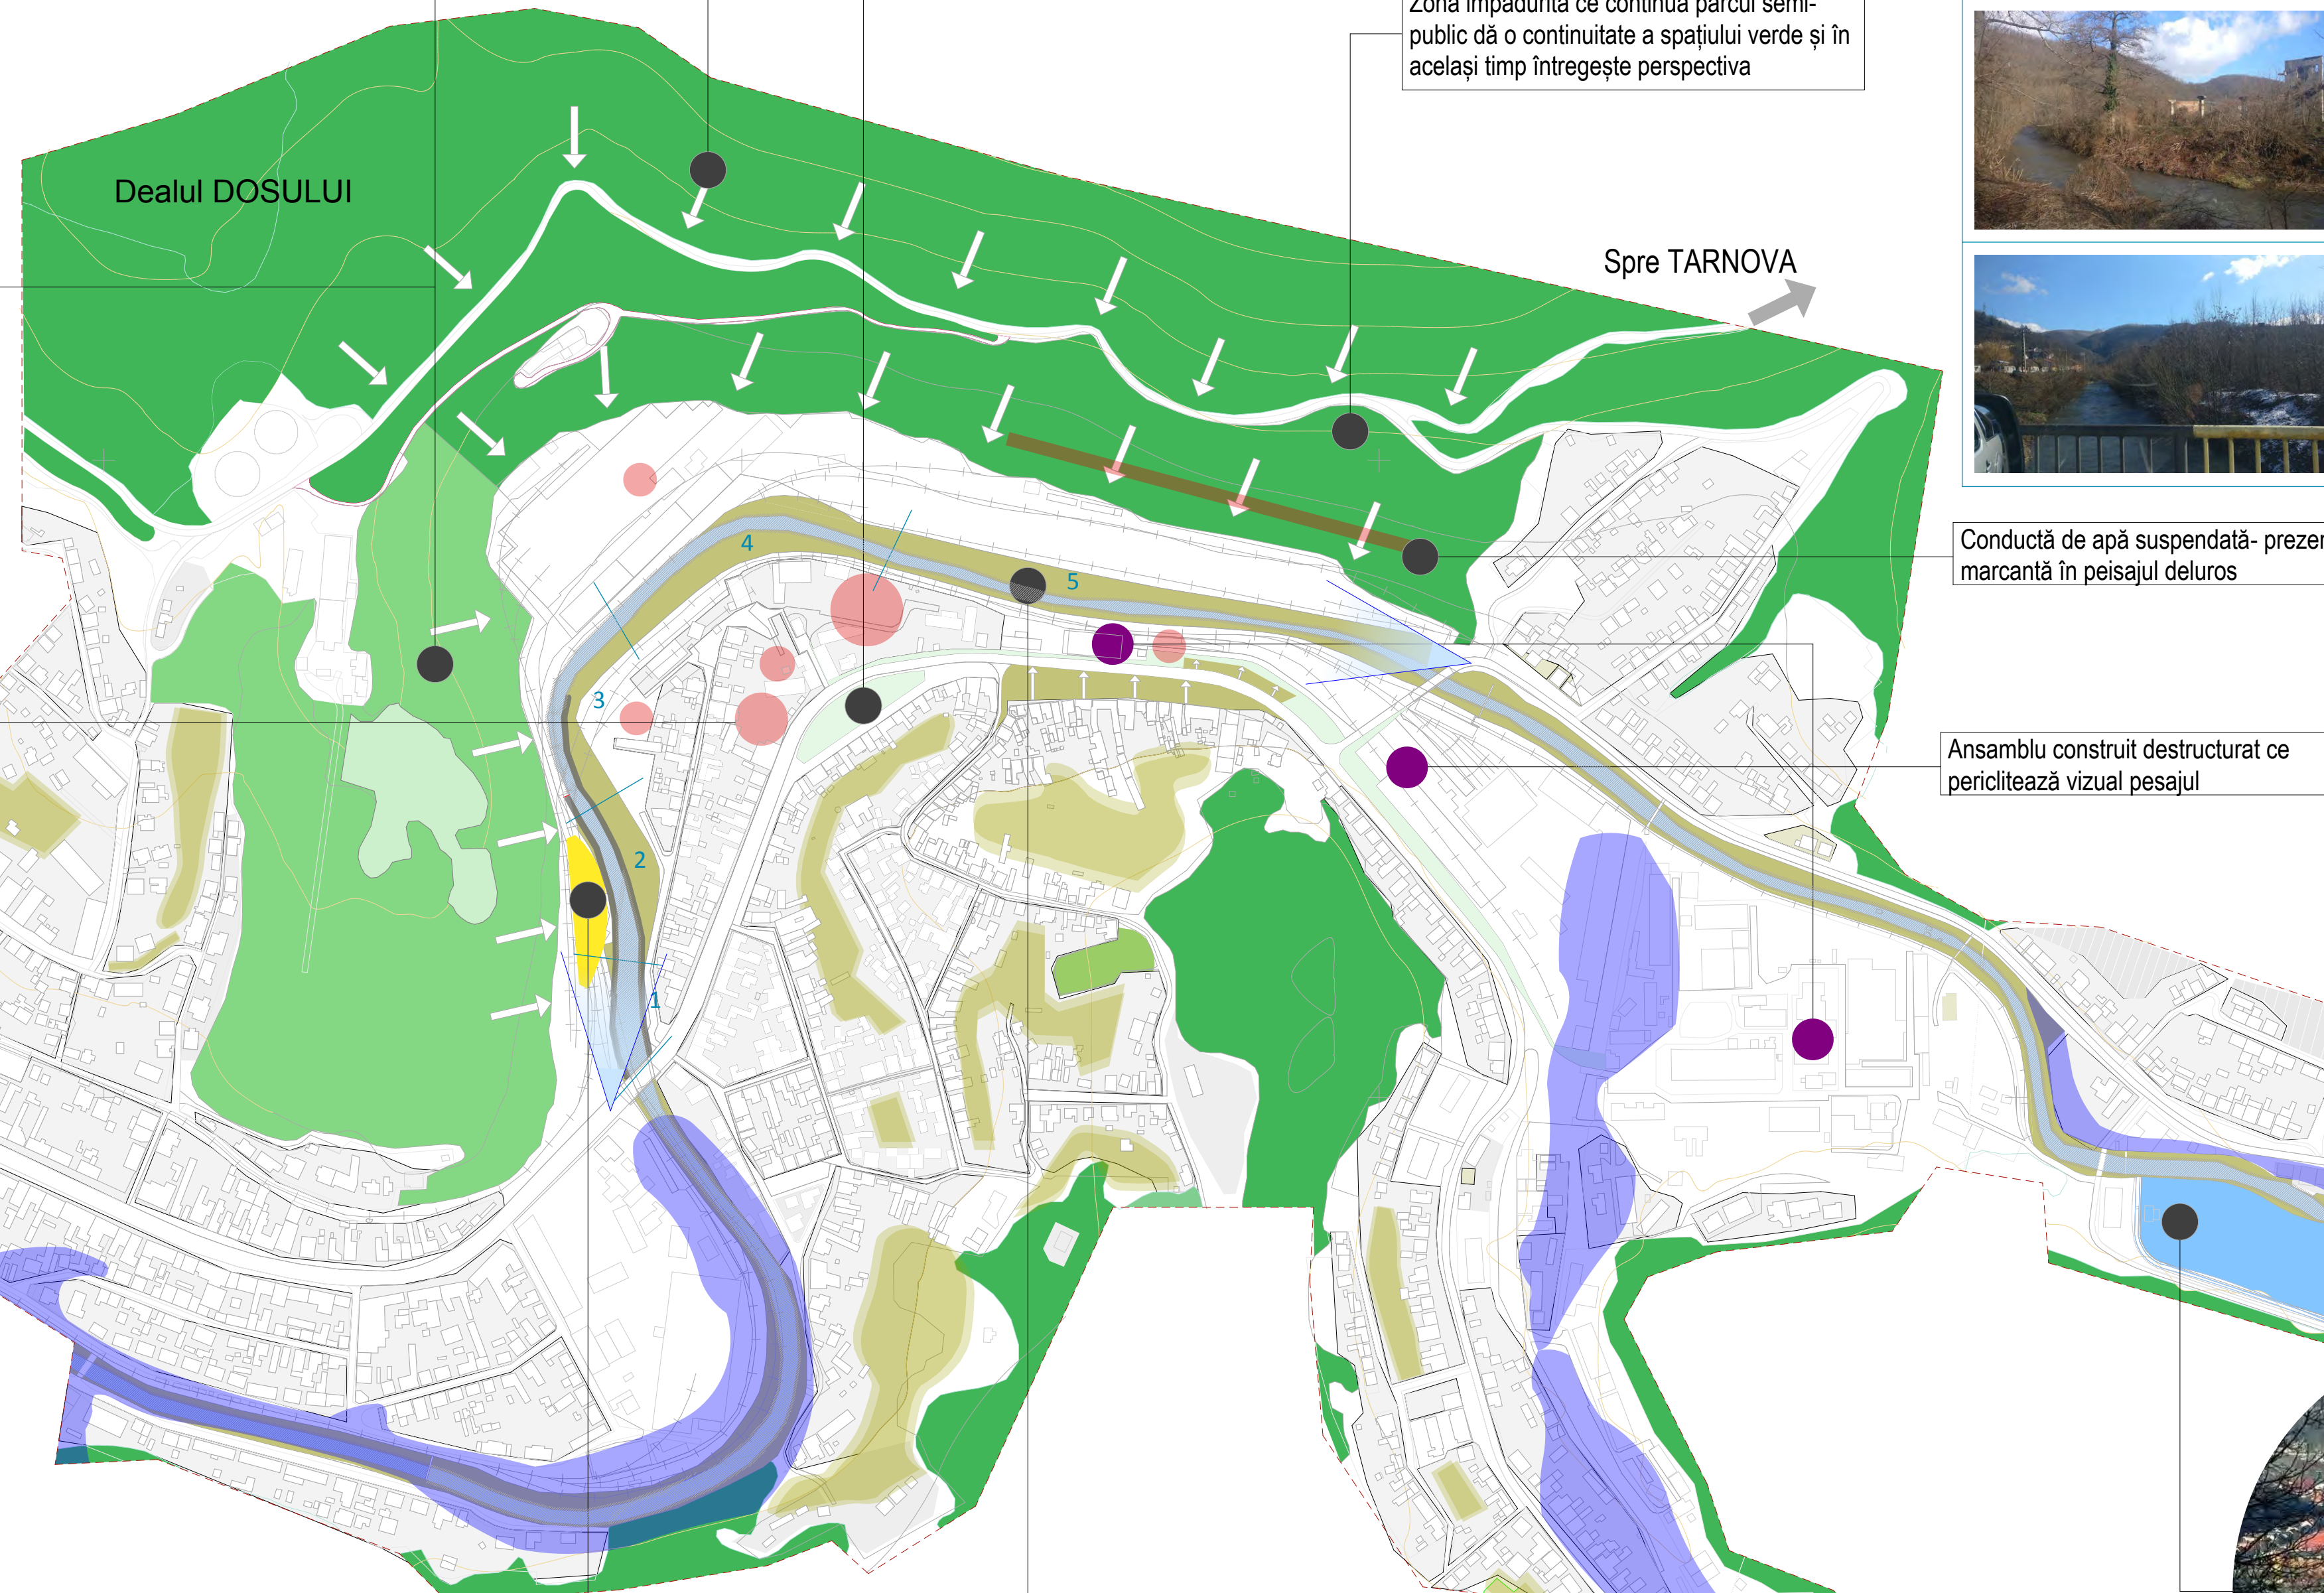 Zona împădurită ce continuă parcul semi-
public dă o continuitate a spațiului verde și în
același timp întregește perspectiva
Dealul DOSULUI
Spre TARNOVA
Conductă de apă suspendată-
marcantă în peisajul deluros
Ansamblu construit destructurat ce
periclitează vizual pesajul
4
5
3
2
1